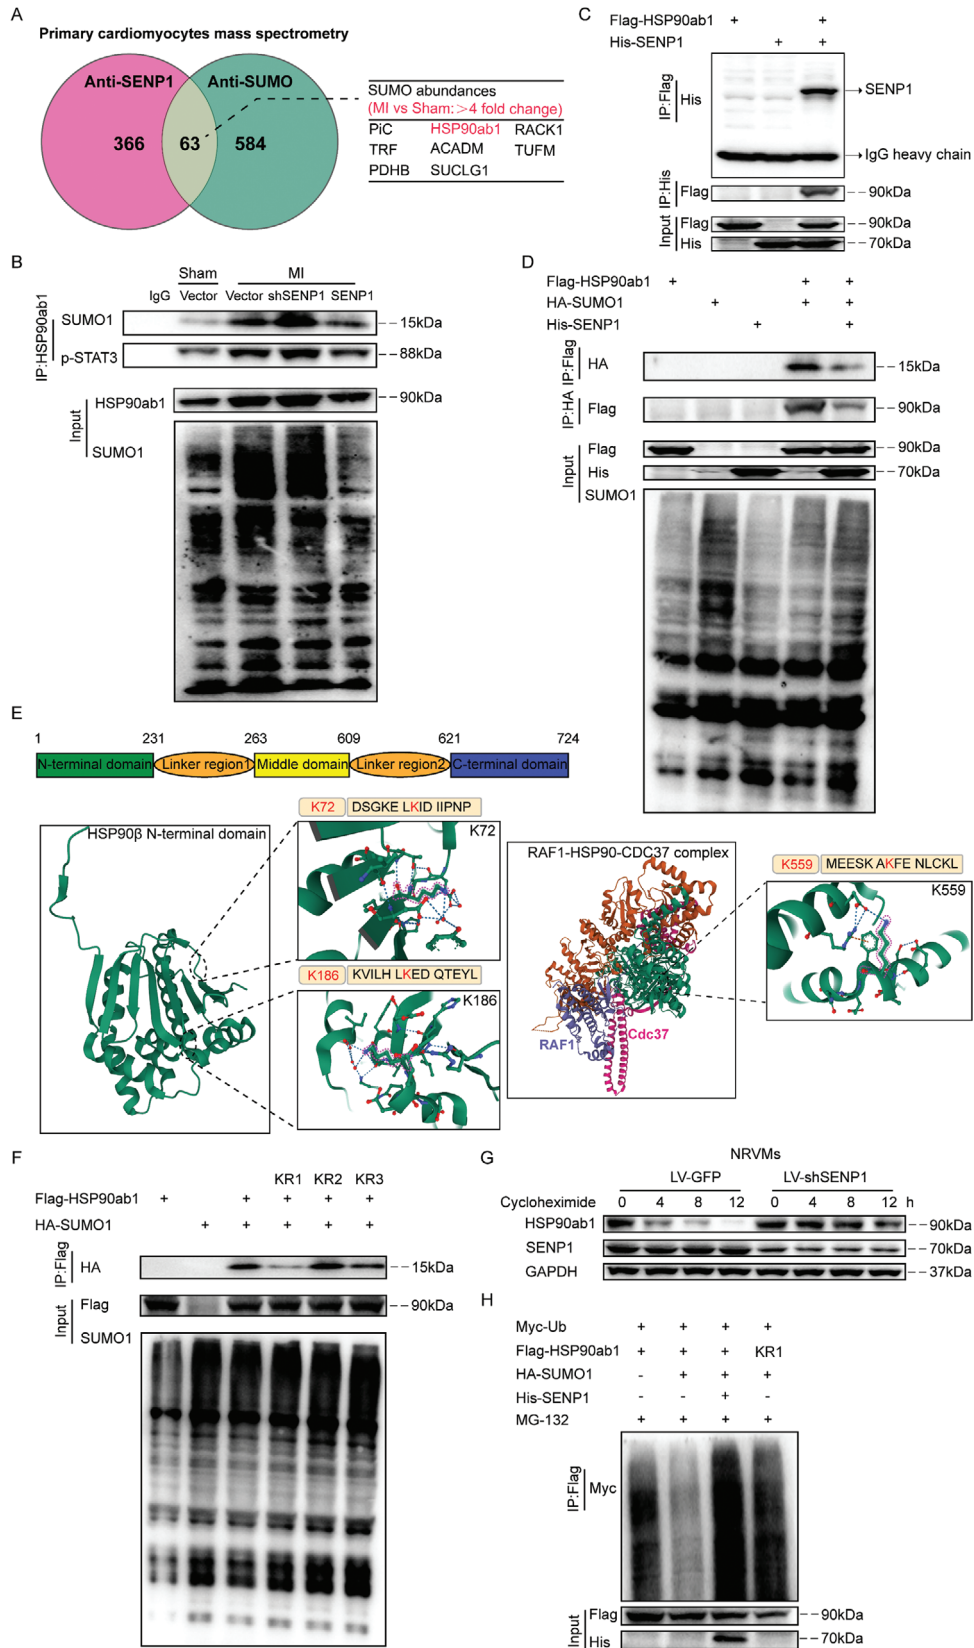 A
Primary cardiomyocytes mass spectrometry
Anti-SENP1 Anti-SUMO
366 63 584
SUMO abundances
(MI vs Sham:>4 fold change)
PiC HSP90ab1 RACK1
TRF ACADM TUFM
PDHB SUCLG1
B
Sham MI
IgG Vector Vector shSENP1 SENP1
IP:HSP90ab1
SUMO1 15kDa
p-STAT3 88kDa
Input
HSP90ab1 90kDa
SUMO1
C
Flag-HSP90ab1 + +
His-SENP1 + +
IP:Flag
His
SENP1
IgG heavy chain
IP:His
Flag 90kDa
Input
Flag 90kDa
His 70kDa
D
Flag-HSP90ab1 + + +
HA-SUMO1 + + +
His-SENP1 + +
IP:Flag
HA 15kDa
IP:HA
Flag 90kDa
Input
Flag 90kDa
His 70kDa
SUMO1
E
1 231 263 609 621 724
N-terminal domain Linker region1 Middle domain Linker region2 C-terminal domain
HSP90β N-terminal domain
K72 DSGKE LKID IIPNP
K72
K186 KVILH LKED QTEYL
K186
RAF1-HSP90-CDC37 complex
RAF1
Cdc37
K559 MEESK AKFE NLCKL
K559
F
KR1 KR2 KR3
Flag-HSP90ab1 + + + + +
HA-SUMO1 + + + + +
IP:Flag
HA 15kDa
Input
Flag 90kDa
SUMO1
G
NRVMs
LV-GFP LV-shSENP1
Cycloheximide 0 4 8 12 0 4 8 12 h
HSP90ab1 90kDa
SENP1 70kDa
GAPDH 37kDa
H
Myc-Ub + + + +
Flag-HSP90ab1 + + + KR1
HA-SUMO1 - + + +
His-SENP1 - - + -
MG-132 + + + +
IP:Flag
Myc
Input
Flag 90kDa
His 70kDa